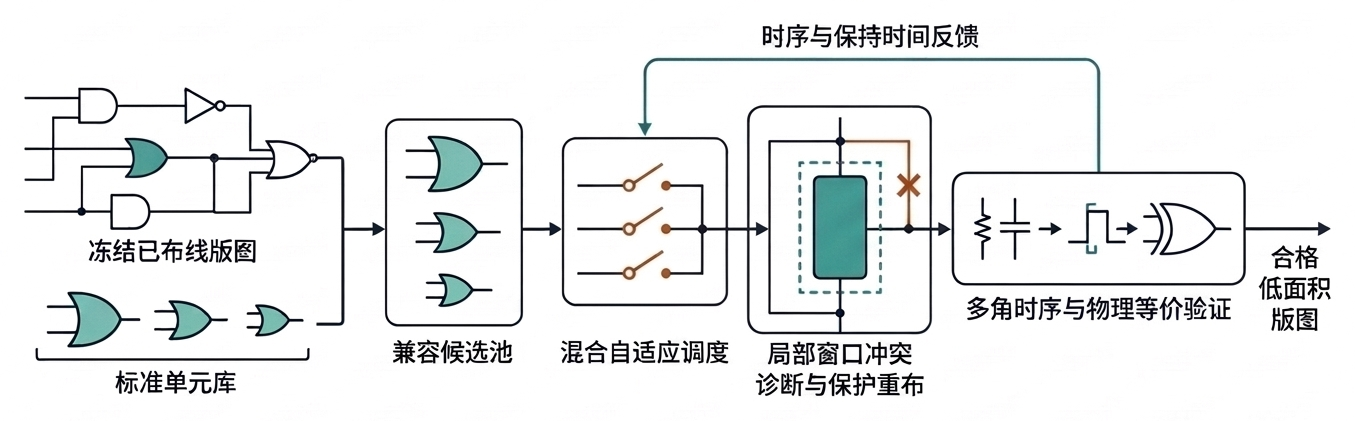 时序与保持时间反馈
冻结已布线版图
标准单元库
兼容候选池
混合自适应调度
局部窗口冲突
诊断与保护重布
多角时序与物理等价验证
合格
低面积
版图